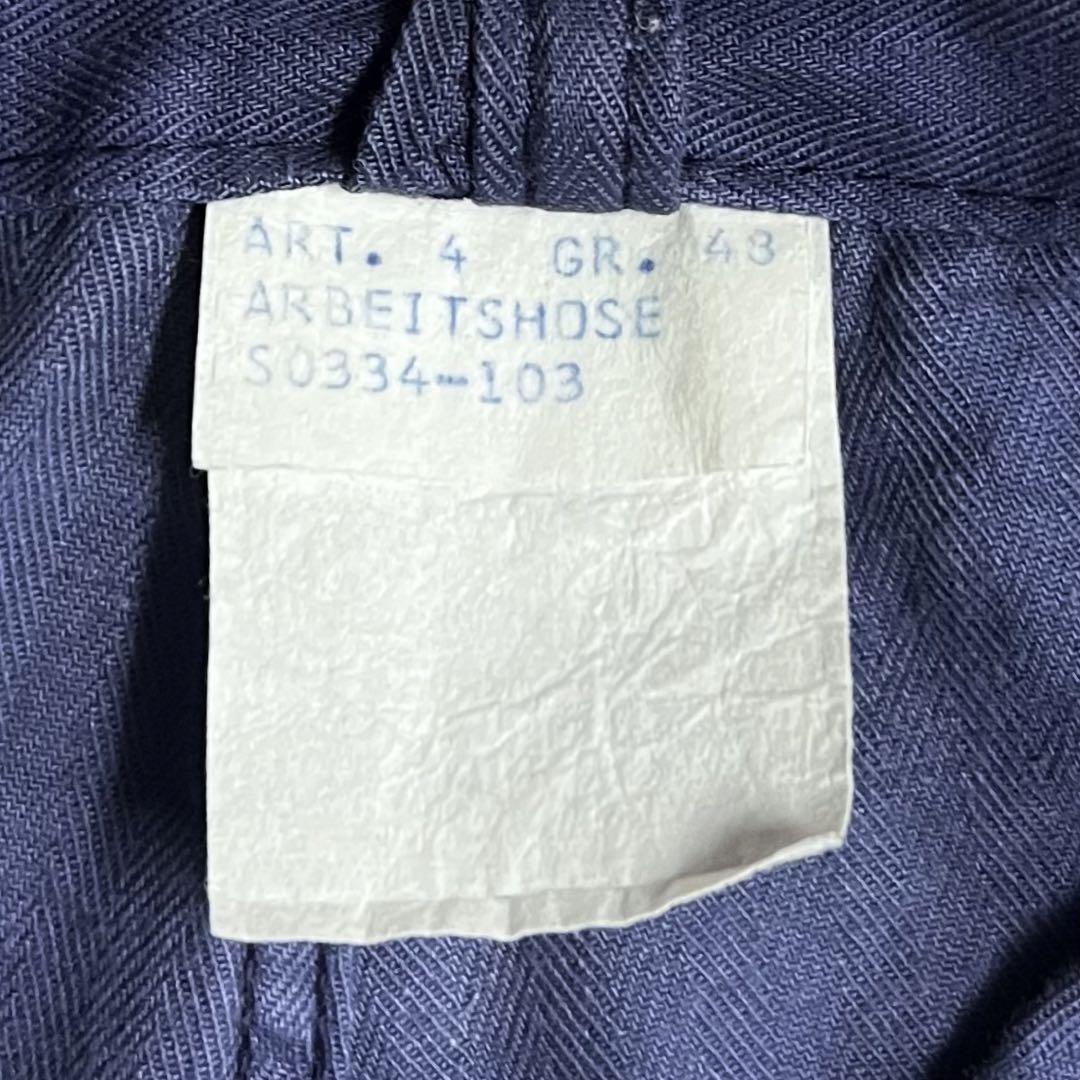 ART. 4 GR. 48
ARBEITSHOSE
S0334-103